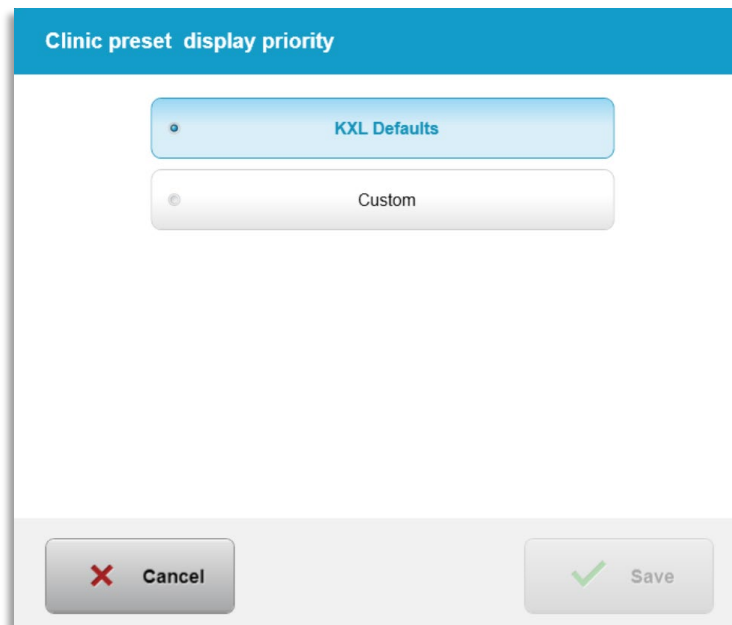 Clinic preset display priority
KXL Defaults
Custom
Cancel
Save